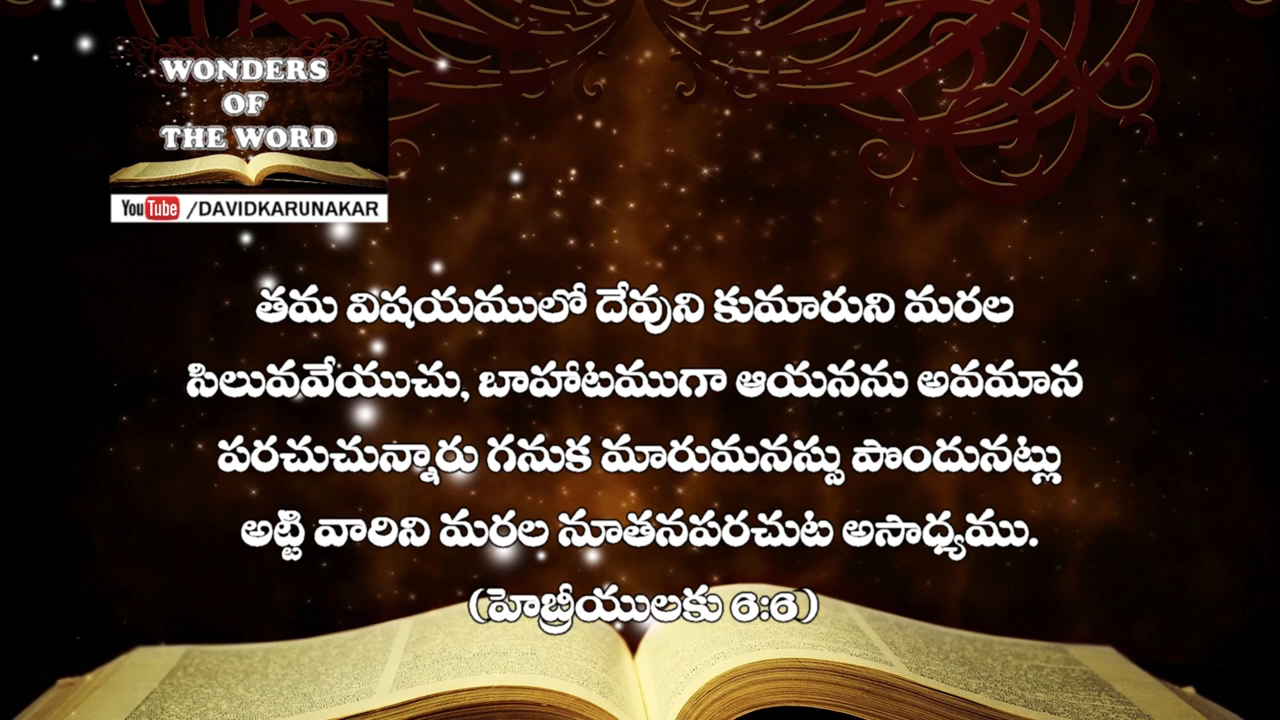 WONDERS
OF
THE WORD
YouTube /DAVIDKARUNAKAR
తమ విషయములో దేవుని కుమారుని మరల
సిలువవేయుచు, బాహాటముగా ఆయనను అవమాన
పరచుచున్నారు గనుక మారుమనస్సు పొందునట్లు
అట్టి వారిని మరల నూతనపరచుట అసాధ్యము.
(హెబ్రీయులకు 6:6)